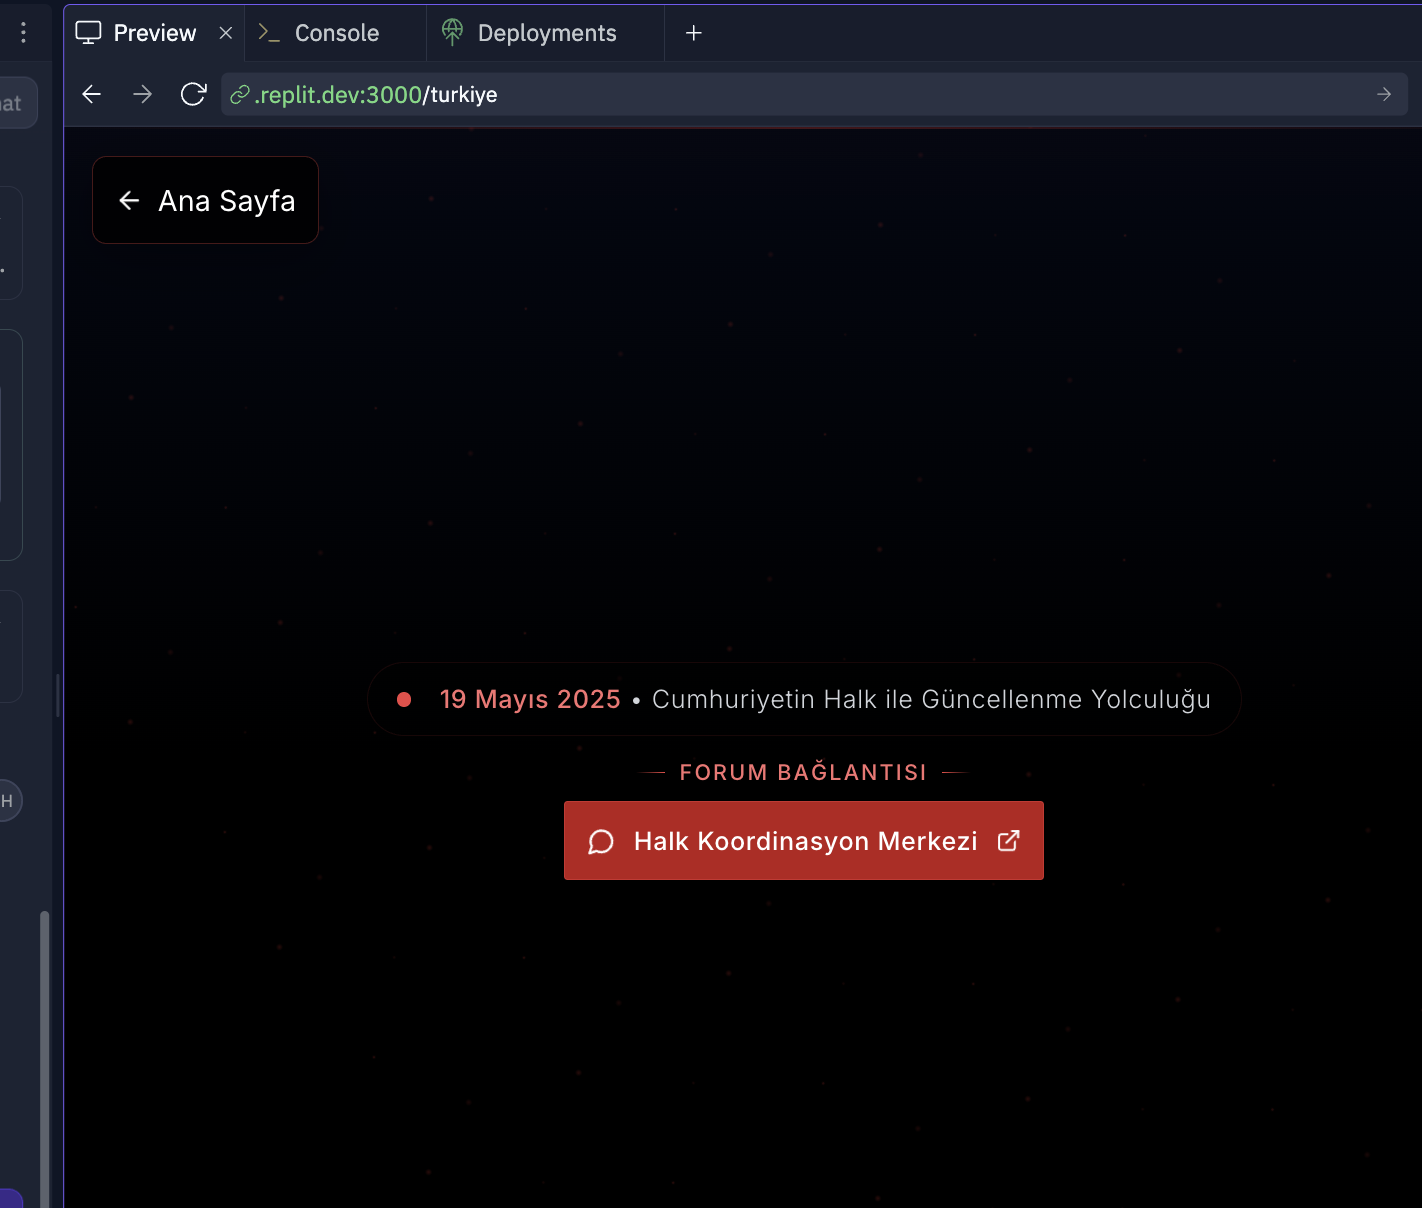 Preview
Console
Deployments
at
.replit.dev:3000/turkiye
Ana Sayfa
19 Mayıs 2025 • Cumhuriyetin Halk ile Güncellenme Yolculuğu
FORUM BAĞLANTISI
H
Halk Koordinasyon Merkezi